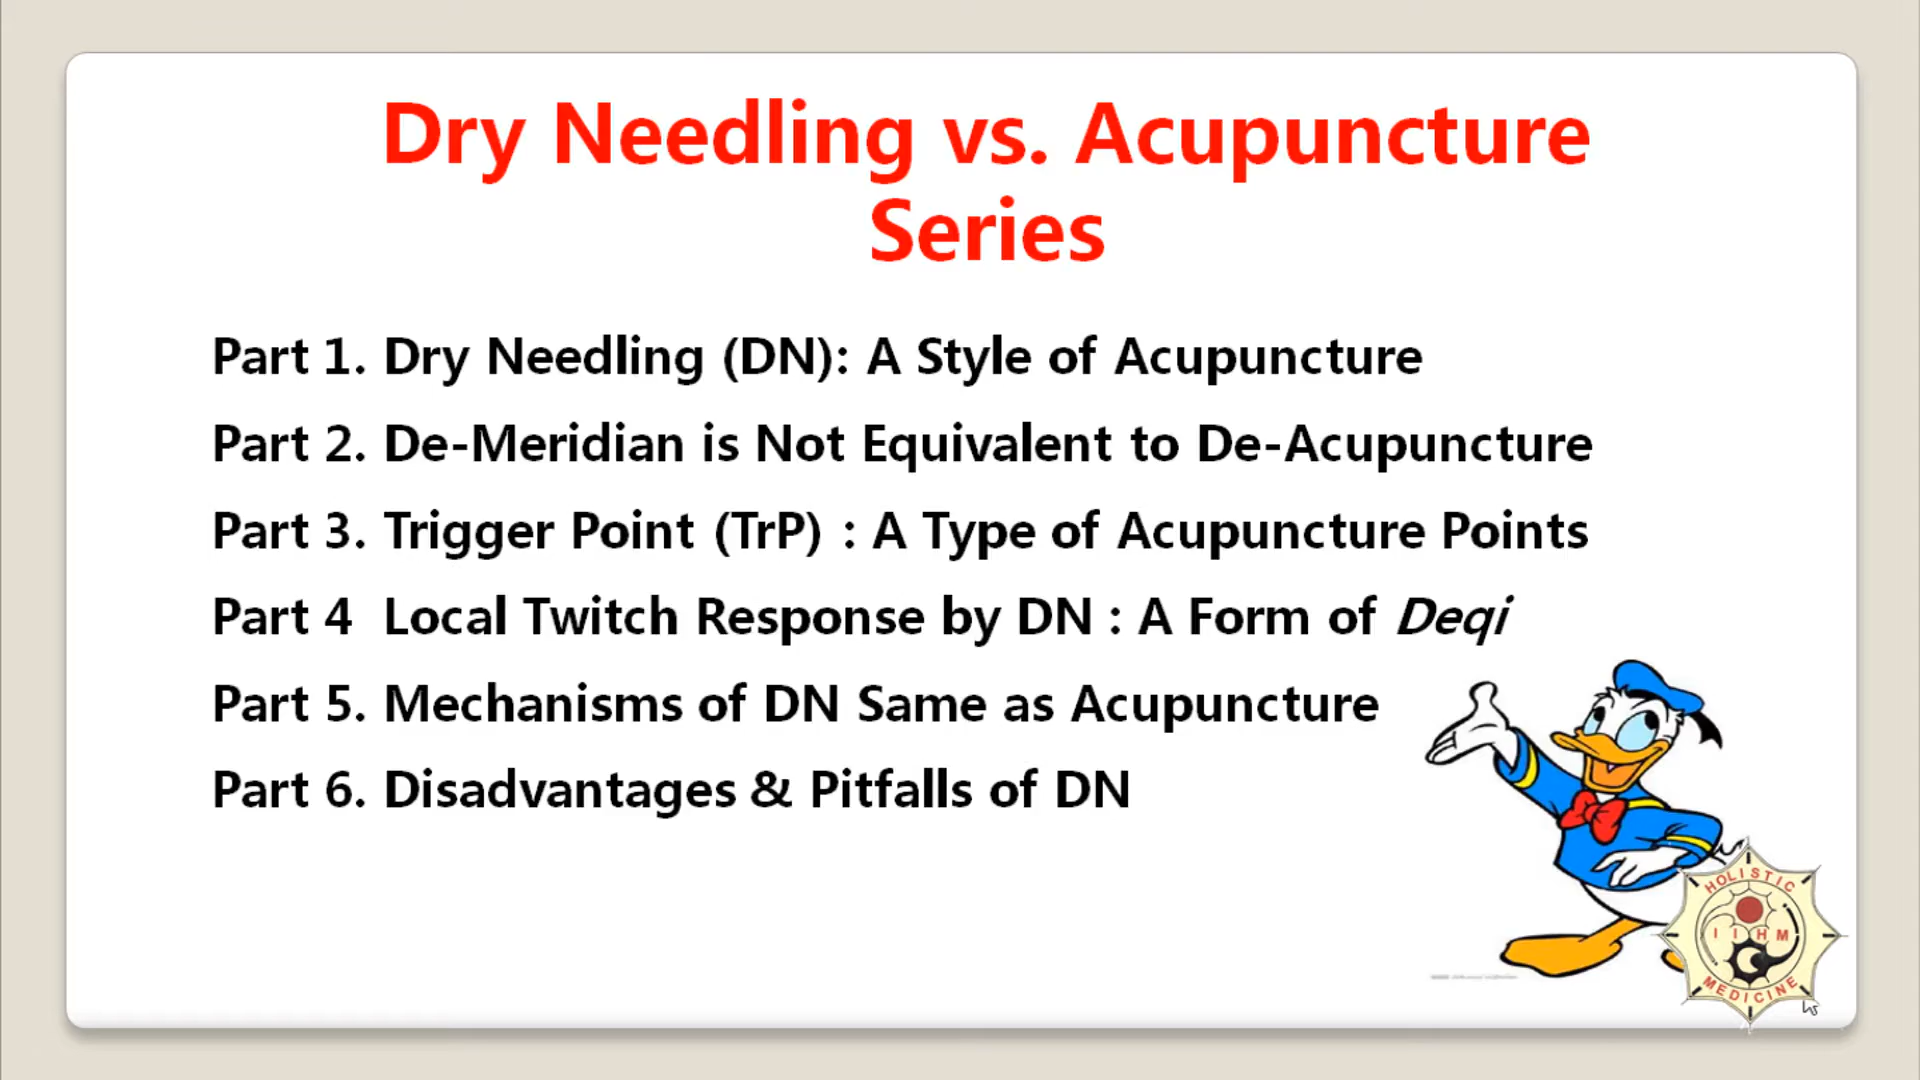 Dry Needling vs. Acupuncture
Series
Part 1. Dry Needling (DN): A Style of Acupuncture
Part 2. De-Meridian is Not Equivalent to De-Acupuncture
Part 3. Trigger Point (TrP) : A Type of Acupuncture Points
Part 4 Local Twitch Response by DN : A Form of Deqi
Part 5. Mechanisms of DN Same as Acupuncture
Part 6. Disadvantages & Pitfalls of DN
HOLISTIC
I I H M
MEDICINE